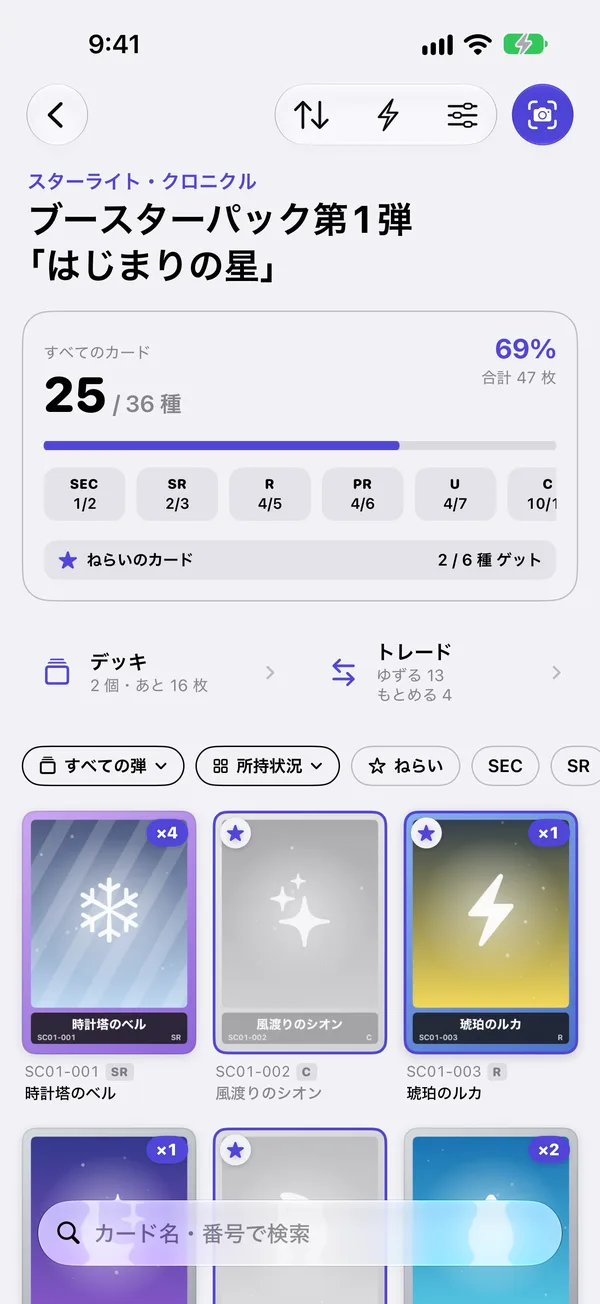 9:41
スターライト・クロニクル
ブースターパック第1弾
「はじまりの星」
すべてのカード
69%
25 / 36 種
合計 47 枚
SEC SR R PR U C
1/2 2/3 4/5 4/6 4/7 10/1
ねらいのカード 2 / 6 種 ゲット
デッキ
2 個・あと 16 枚
トレード
ゆずる 13
もとめる 4
すべての弾 所持状況 ねらい SEC SR
×4 ×1
時計塔のベル 風渡りのシオン 琥珀のルカ
SC01-001 SR SC01-002 C SC01-003 R
SC01-001 SR SC01-002 C SC01-003 R
時計塔のベル 風渡りのシオン 琥珀のルカ
×1 ×2
カード名・番号で検索